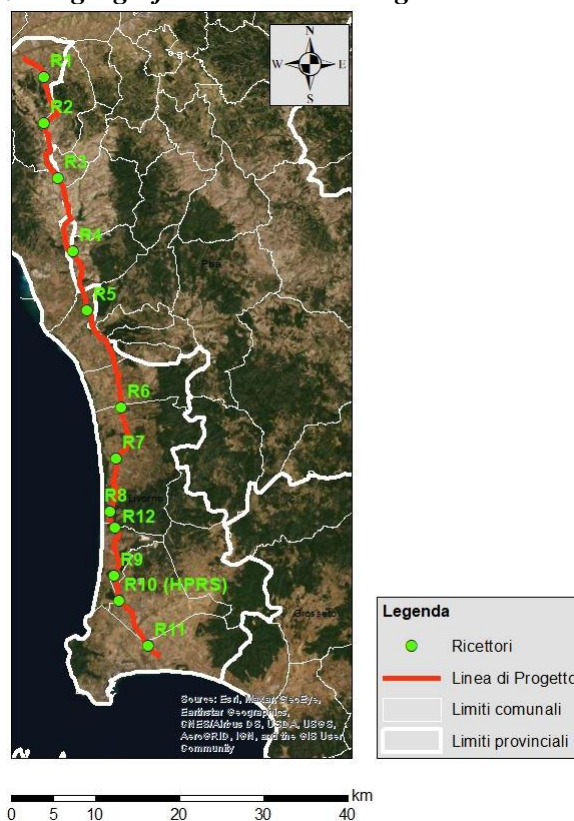 N
W E
S
R1
R2
R3
R4
Pisa
R5
R6
R7
R8
Livorno
R12
R9
R10 (HPRS)
Grosseto
R11
Source: Esri, Maxar, GeoEye,
Earthstar Geographics,
CNES/Airbus DS, USDA, USGS,
AeroGRID, IGN, and the GIS User
Community
Legenda
Ricettori
Linea di Progetto
Limiti comunali
Limiti provinciali
km
0 5 10 20 30 40